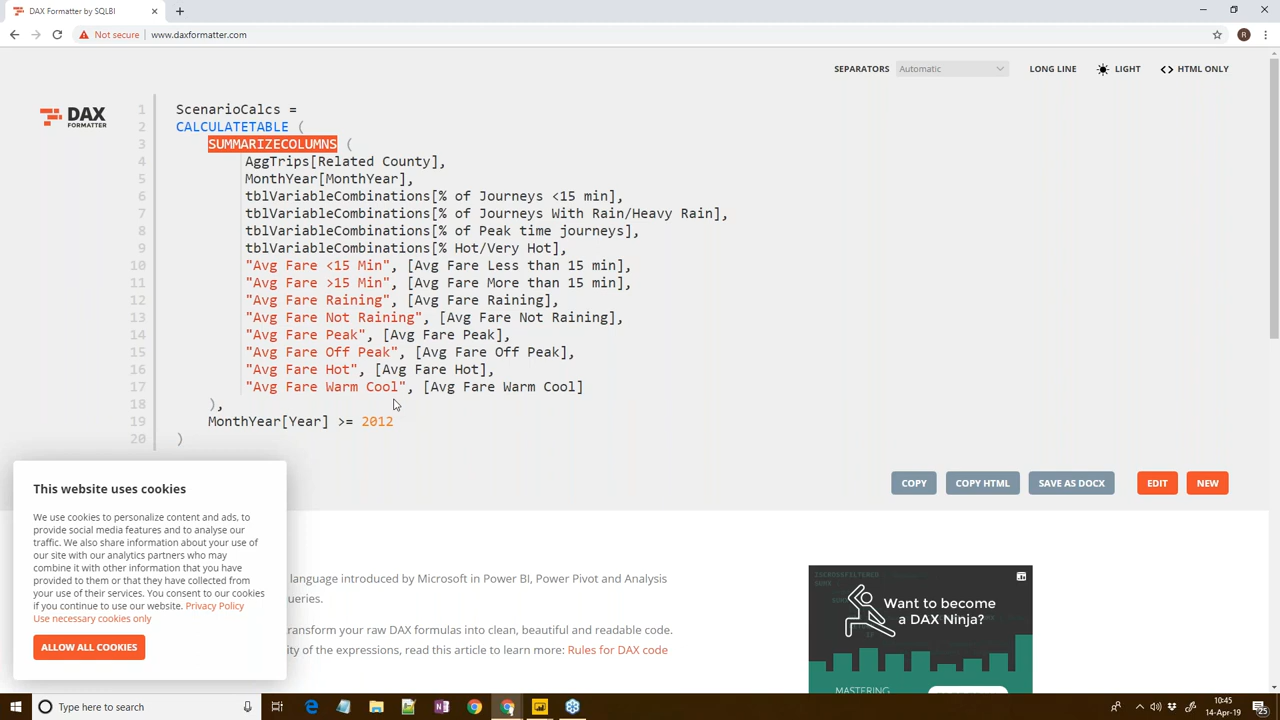 DAX Formatter by SQLBI
Not secure
www.daxformatter.com
R
SEPARATORS
Automatic
LONG LINE
LIGHT
HTML ONLY
DAX
FORMATTER
1 ScenarioCalcs =
2 CALCULATETABLE (
3 SUMMARIZECOLUMNS (
4 AggTrips[Related County],
5 MonthYear[MonthYear],
6 tblVariableCombinations[% of Journeys <15 min],
7 tblVariableCombinations[% of Journeys With Rain/Heavy Rain],
8 tblVariableCombinations[% of Peak time journeys],
9 tblVariableCombinations[% Hot/Very Hot],
10 "Avg Fare <15 Min", [Avg Fare Less than 15 min],
11 "Avg Fare >15 Min", [Avg Fare More than 15 min],
12 "Avg Fare Raining", [Avg Fare Raining],
13 "Avg Fare Not Raining", [Avg Fare Not Raining],
14 "Avg Fare Peak", [Avg Fare Peak],
15 "Avg Fare Off Peak", [Avg Fare Off Peak],
16 "Avg Fare Hot", [Avg Fare Hot],
17 "Avg Fare Warm Cool", [Avg Fare Warm Cool]
18 ),
19 MonthYear[Year] >= 2012
20 )
COPY
COPY HTML
SAVE AS DOCX
EDIT
NEW
This website uses cookies
We use cookies to personalize content and ads, to
provide social media features and to analyse our
traffic. We also share information about your use of
our site with our analytics partners who may
combine it with other information that you have
provided to them or that they have collected from
your use of their services. You consent to our cookies
if you continue to use our website. Privacy Policy
Use necessary cookies only
ALLOW ALL COOKIES
language introduced by Microsoft in Power BI, Power Pivot and Analysis
queries.
transform your raw DAX formulas into clean, beautiful and readable code.
of the expressions, read this article to learn more: Rules for DAX code
Want to become
a DAX Ninja?
MASTERING
Type here to search
10:45
14-Apr-19
25